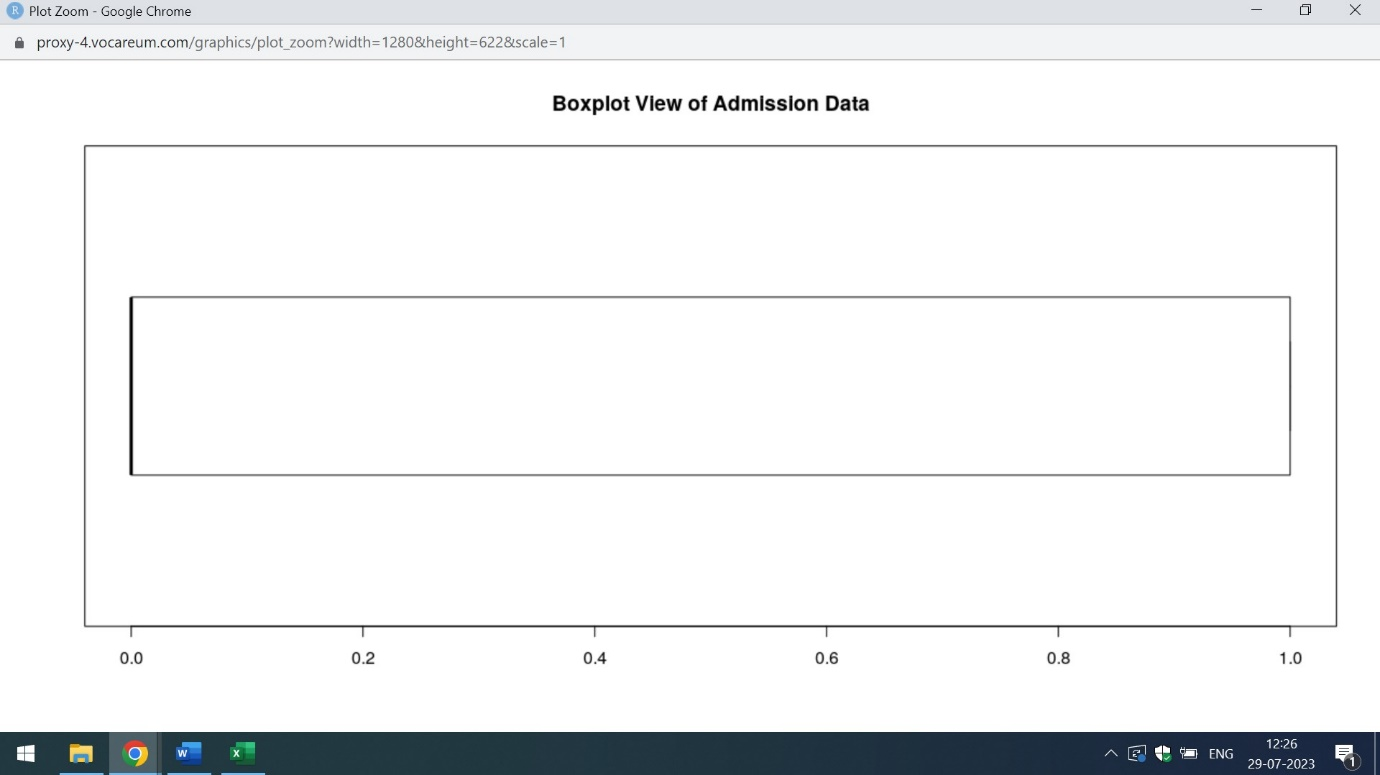 Plot Zoom - Google Chrome
proxy-4.vocareum.com/graphics/plot_zoom?width=1280&height=622&scale=1
Boxplot View of Admission Data
0.0 0.2 0.4 0.6 0.8 1.0
ENG
12:26
29-07-2023
1